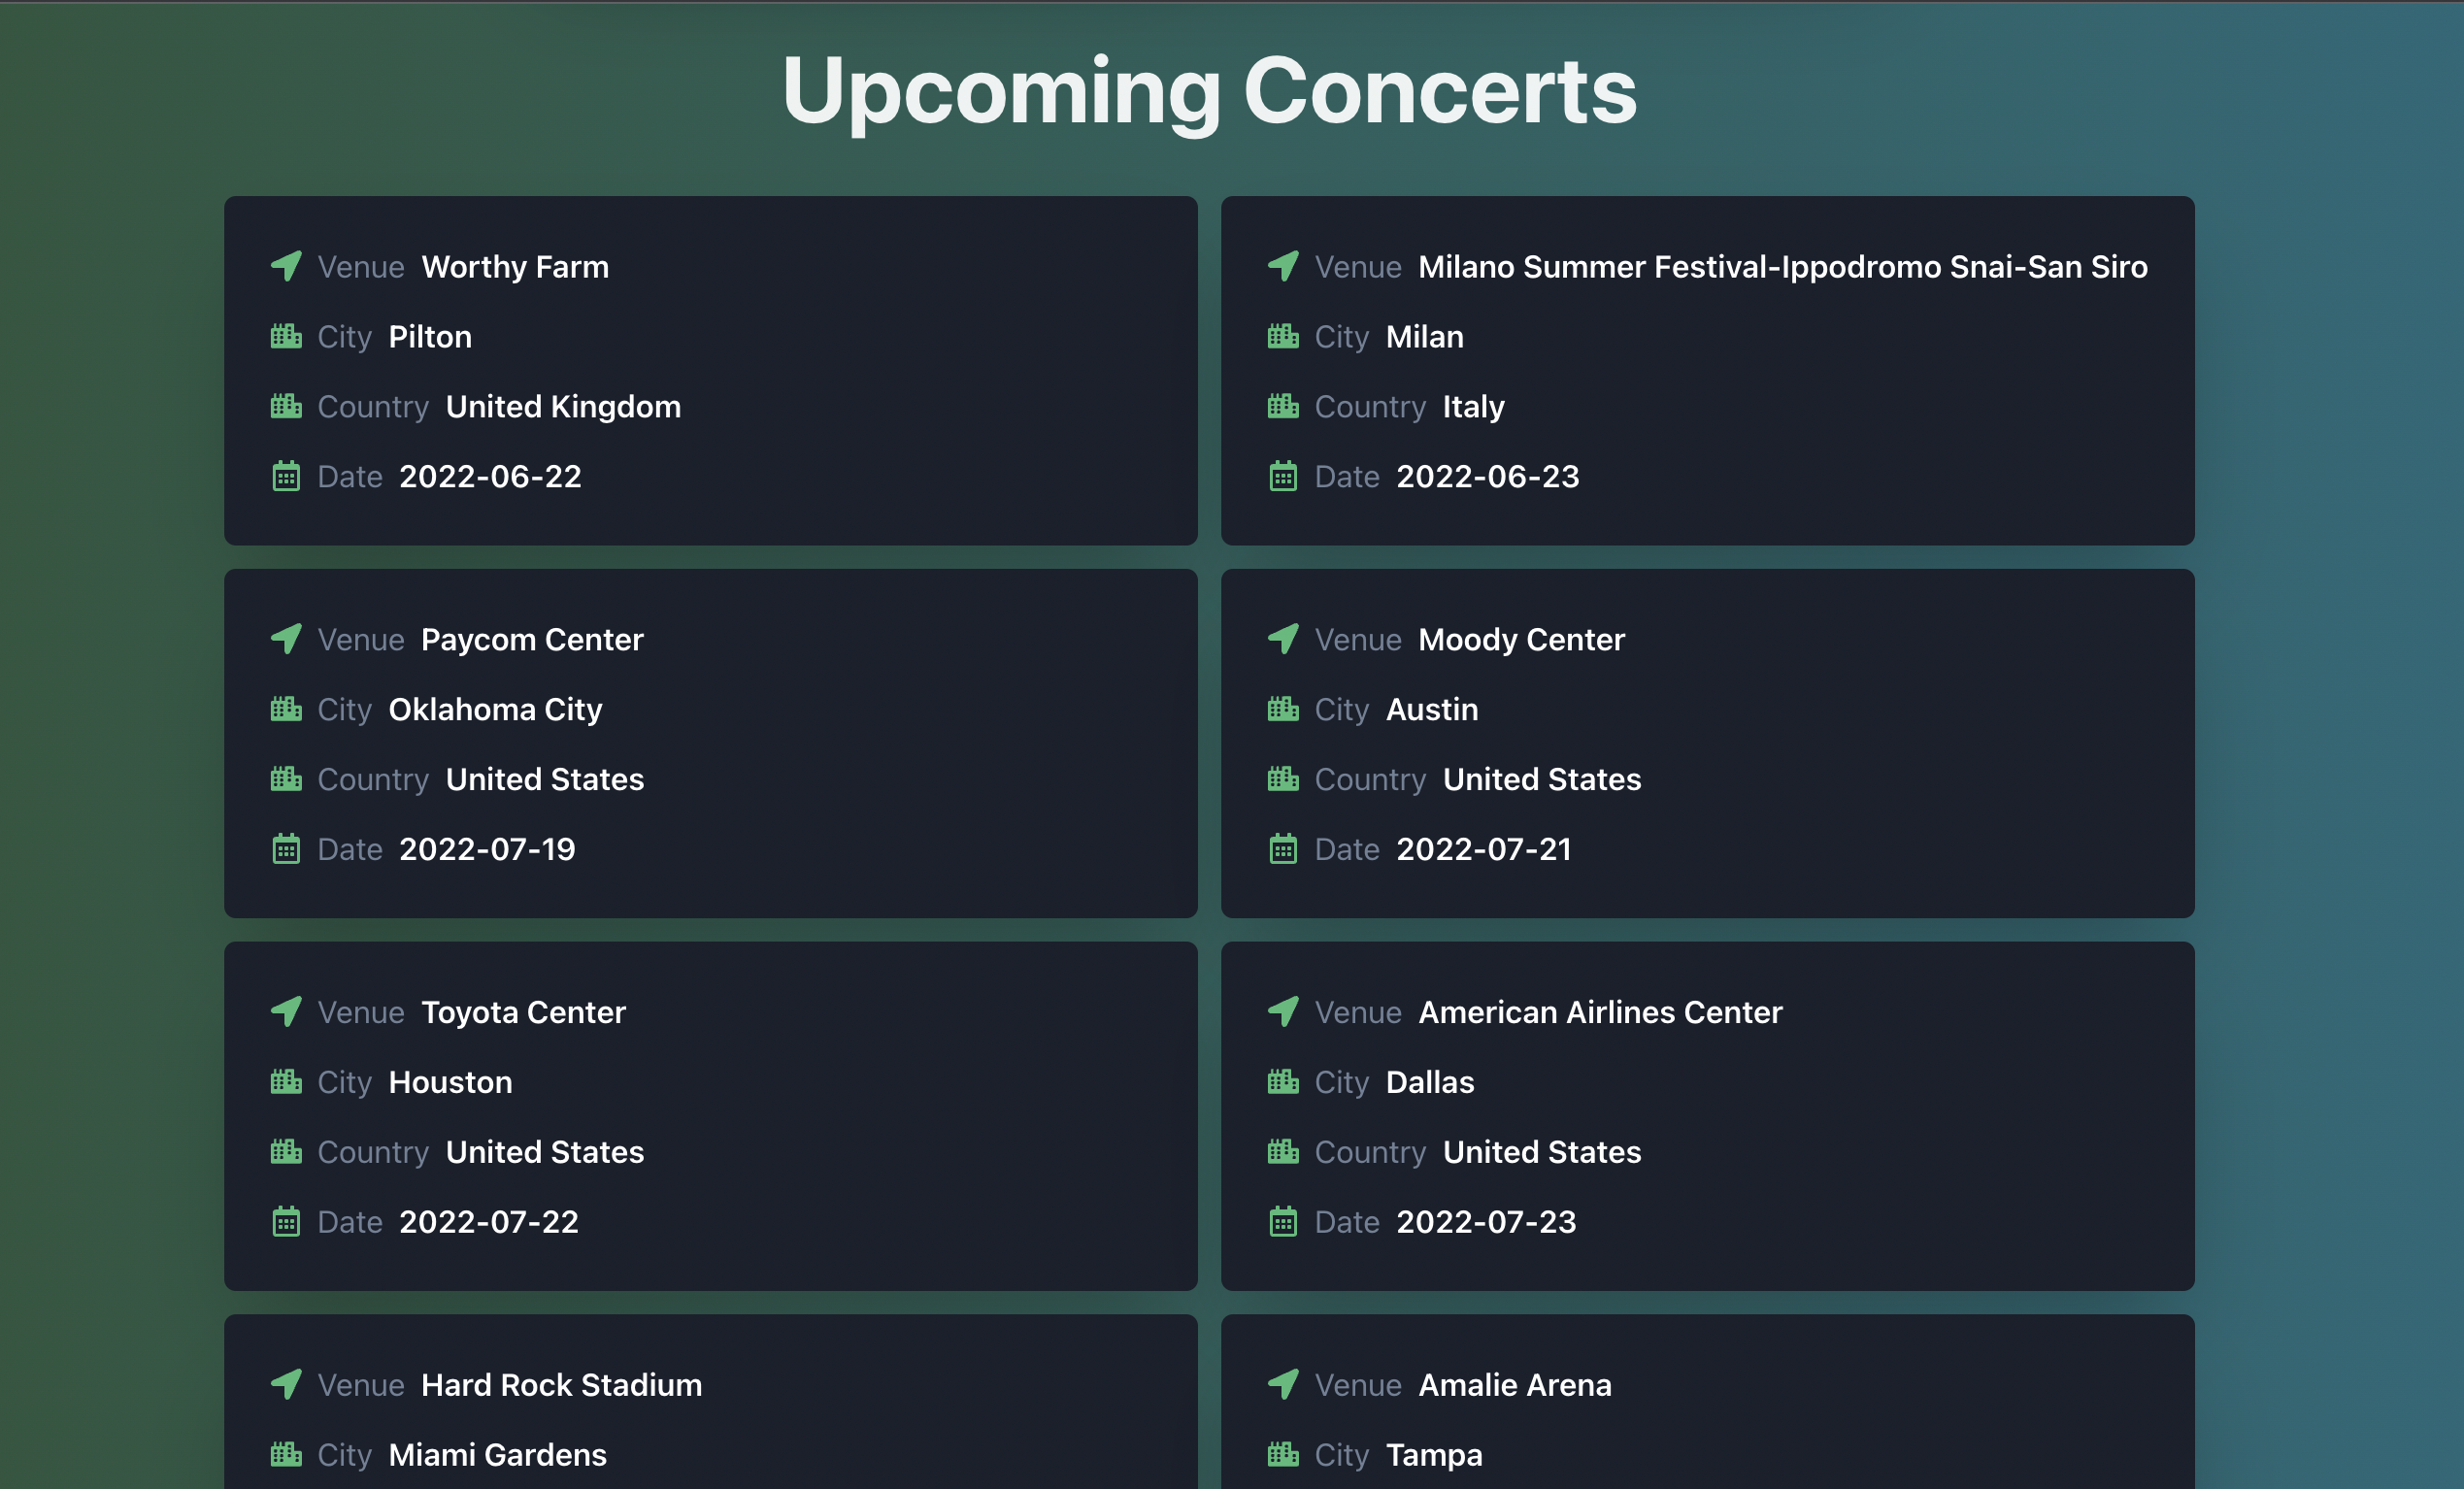 Upcoming Concerts
Venue Worthy Farm
City Pilton
Country United Kingdom
Date 2022-06-22
Venue Milano Summer Festival-Ippodromo Snai-San Siro
City Milan
Country Italy
Date 2022-06-23
Venue Paycom Center
City Oklahoma City
Country United States
Date 2022-07-19
Venue Moody Center
City Austin
Country United States
Date 2022-07-21
Venue Toyota Center
City Houston
Country United States
Date 2022-07-22
Venue American Airlines Center
City Dallas
Country United States
Date 2022-07-23
Venue Hard Rock Stadium
City Miami Gardens
Venue Amalie Arena
City Tampa